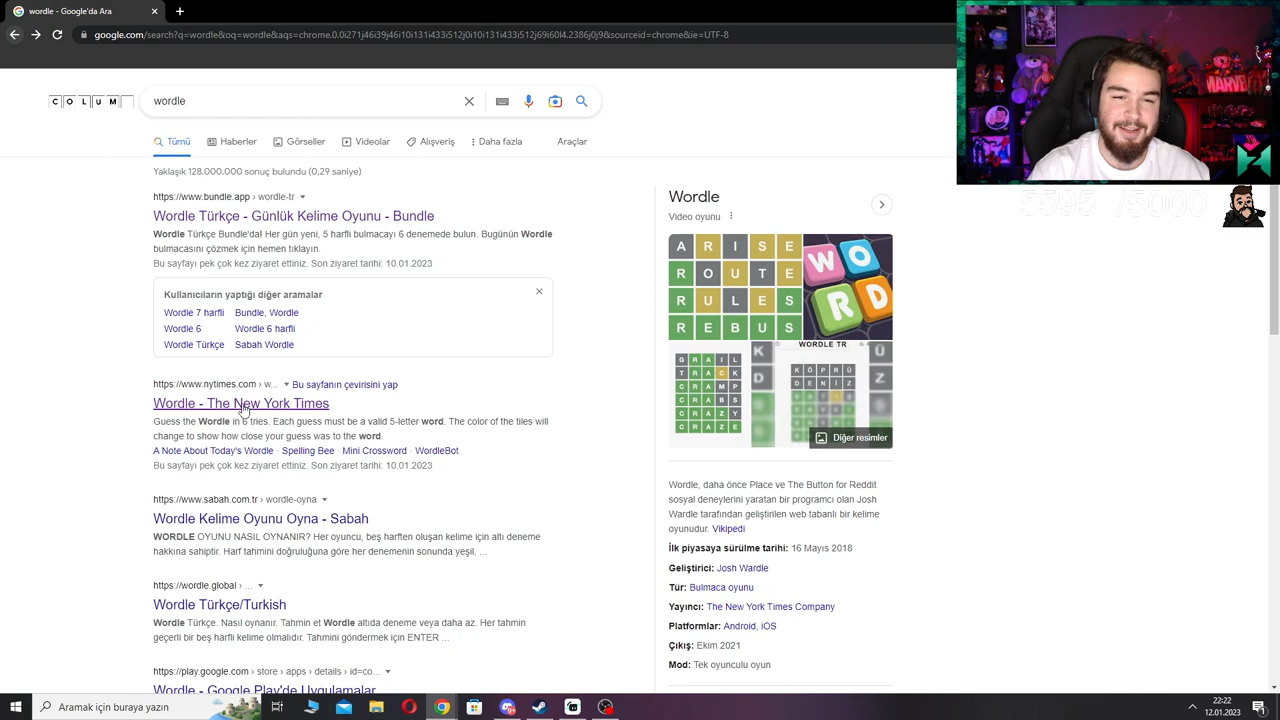 wordle - Google'da Ara
google.com/search?q=wordle&oq=wordle&aqs=chrome.0.0i271j46i39j46i10i131i433i512j0i10i131i433i512j69i60l4.2386j0j9&sourceid=chrome&ie=UTF-8
C O L U M
wordle
Tümü Haberler Görseller Videolar Alışveriş Daha fazla Araçlar
Yaklaşık 128.000.000 sonuç bulundu (0,29 saniye)
https://www.bundle.app › wordle-tr
Wordle Türkçe - Günlük Kelime Oyunu - Bundle
Wordle Türkçe Bundle'da! Her gün yeni, 5 harfli bulmacayı 6 denemede bulun. Bugünün Wordle
bulmacasını çözmek için hemen tıklayın.
Bu sayfayı pek çok kez ziyaret ettiniz. Son ziyaret tarihi: 10.01.2023
Kullanıcıların yaptığı diğer aramalar
Wordle 7 harfli Bundle, Wordle
Wordle 6 Wordle 6 harfli
Wordle Türkçe Sabah Wordle
https://www.nytimes.com › w... Bu sayfanın çevirisini yap
Wordle - The New York Times
Guess the Wordle in 6 tries. Each guess must be a valid 5-letter word. The color of the tiles will
change to show how close your guess was to the word.
A Note About Today's Wordle · Spelling Bee · Mini Crossword · WordleBot
Bu sayfayı pek çok kez ziyaret ettiniz. Son ziyaret tarihi: 10.01.2023
https://www.sabah.com.tr › wordle-oyna
Wordle Kelime Oyunu Oyna - Sabah
WORDLE OYUNU NASIL OYNANIR? Her oyuncu, beş harften oluşan kelime için altı deneme
hakkına sahiptir. Harf tahmini doğruluğuna göre her denemenin sonunda yeşil, ...
https://wordle.global › ...
Wordle Türkçe/Turkish
Wordle Türkçe. Nasıl oynanır. Tahmin et Wordle altıda deneme veya daha az. Her tahmin
geçerli bir beş harfli kelime olmalıdır. Tahmini göndermek için ENTER ...
https://play.google.com › store › apps › details › id=co...
Wordle - Google Play'de Uygulamalar
Wordle
Video oyunu
A R I S E
R O U T E
R U L E S
R E B U S
W O
R D
G R A I L
T R A C K
C R A M P
C R A B S
C R A Z Y
C R A Z E
WORDLE TR
K Ü
D Z
K Ö P R Ü
D E N İ Z
Diğer resimler
Wordle, daha önce Place ve The Button for Reddit
sosyal deneylerini yaratan bir programcı olan Josh
Wardle tarafından geliştirilen web tabanlı bir kelime
oyunudur. Vikipedi
İlk piyasaya sürülme tarihi: 16 Mayıs 2018
Geliştirici: Josh Wardle
Tür: Bulmaca oyunu
Yayıncı: The New York Times Company
Platformlar: Android, iOS
Çıkış: Ekim 2021
Mod: Tek oyunculu oyun
MARVEL
5595 /5000
Aramak için buraya yazın
22:22
12.01.2023